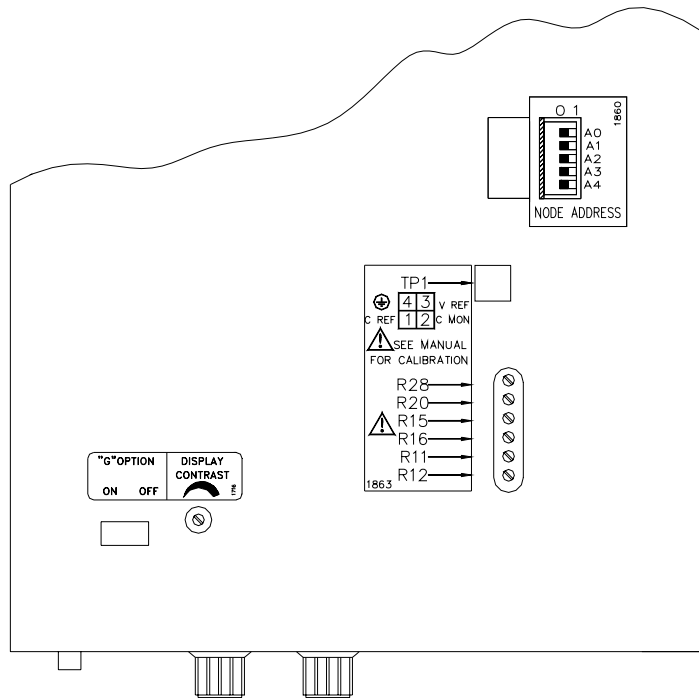 O 1
1860
A0
A1
A2
A3
A4
NODE ADDRESS
TP1
4 3 V REF
C REF 1 2 C MON
SEE MANUAL
FOR CALIBRATION
R28
R20
R15
R16
R11
R12
1863
"G"OPTION
ON OFF
DISPLAY
CONTRAST
1716